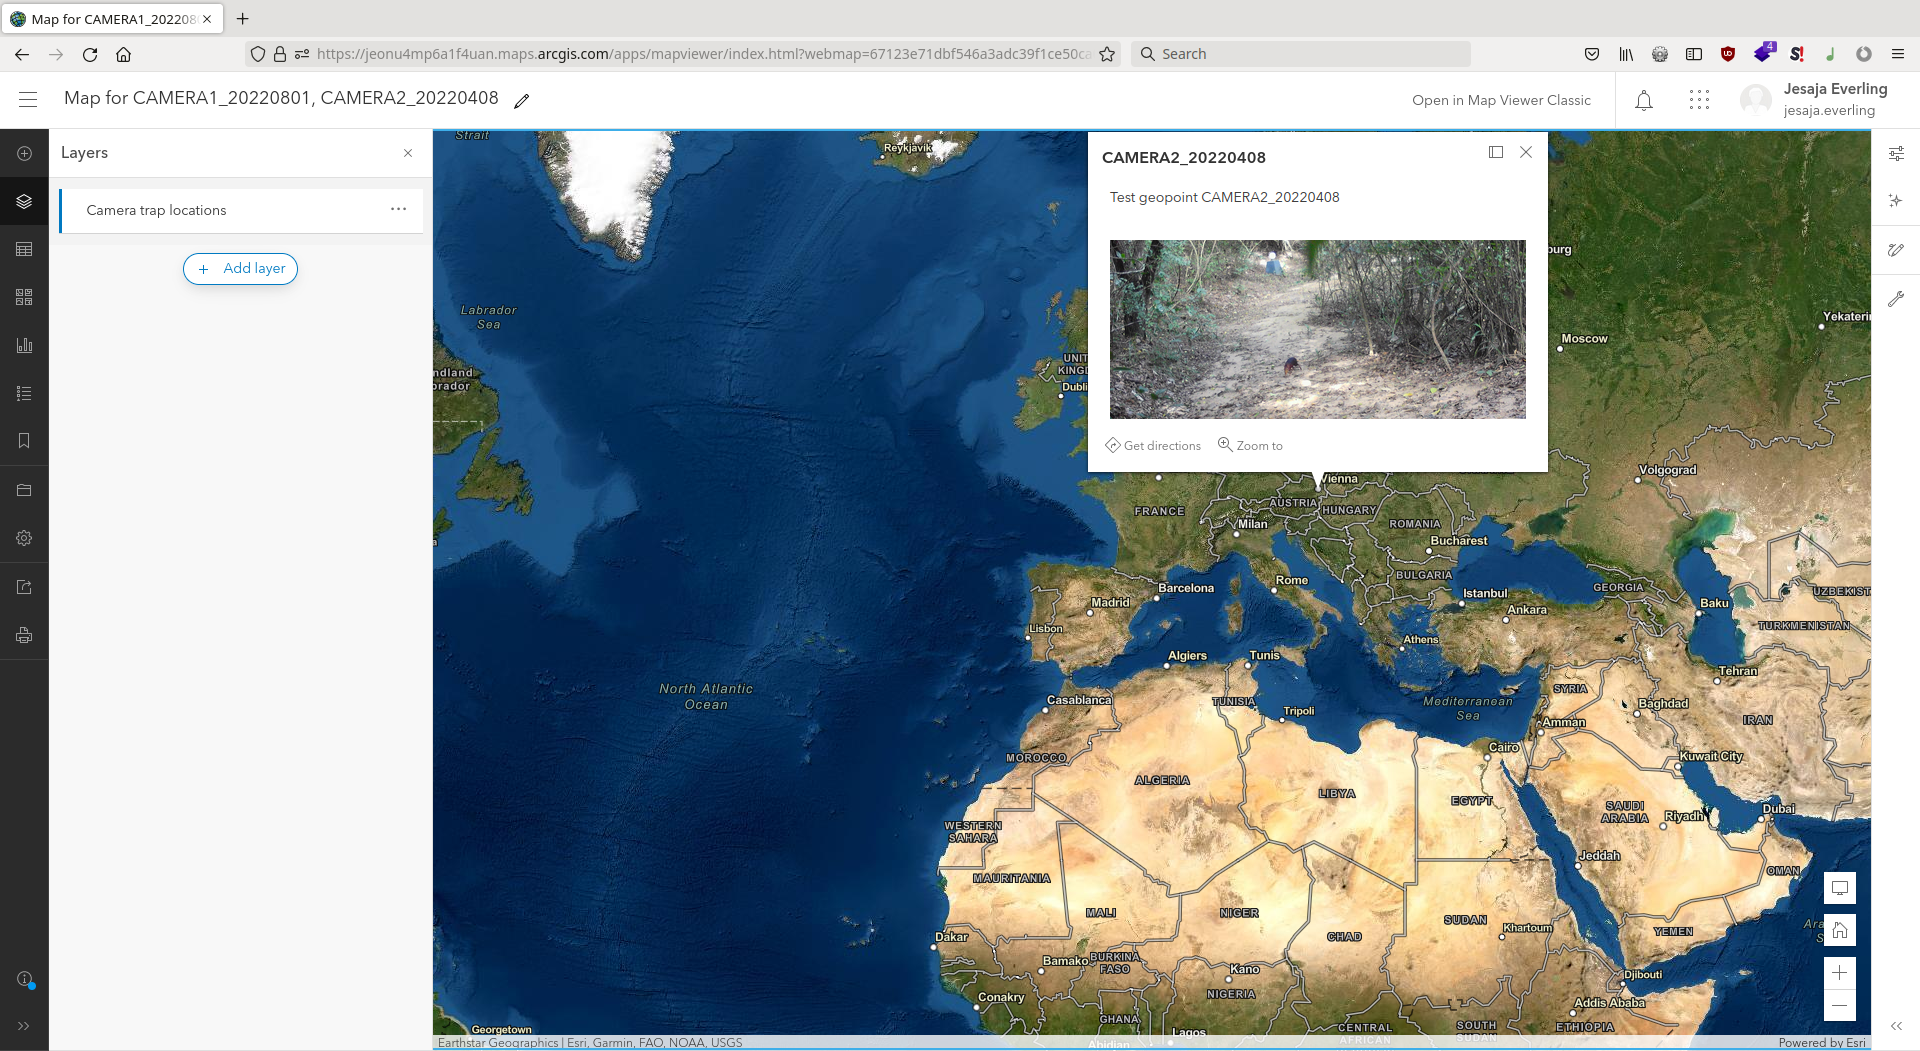 Map for CAMERA1_2022080
https://jeonu4mp6a1f4uan.maps.arcgis.com/apps/mapviewer/index.html?webmap=67123e71dbf546a3adc39f1ce50ca
Search
4
Map for CAMERA1_20220801, CAMERA2_20220408
Open in Map Viewer Classic
Jesaja Everling
jesaja.everling
Layers
Camera trap locations
Add layer
CAMERA2_20220408
Test geopoint CAMERA2_20220408
Get directions
Zoom to
Strait
Reykjavik
Labrador
Sea
ndland
brador
UNIT
KINGD
Dubli
burg
Yekaterin
Moscow
Volgograd
Vienna
FRANCE
AUSTRIA
HUNGARY
Milan
ROMANIA
Bucharest
BULGARIA
GEORGIA
UZBEKIST
Barcelona
Rome
Istanbul
Madrid
Ankara
Baku
Lisbon
TURKMENISTAN
Athens
Algiers
Tunis
Tehran
North Atlantic
Ocean
Casablanca
TUNISIA
Tripoli
Mediterranean
Sea
SYRIA
Baghdad
Amman
IRAN
MOROCCO
Cairo
Kuwait City
ALGERIA
LIBYA
EGYPT
SAUDI
ARABIA
Riyadh
Dubai
WESTERN
SAHARA
Jeddah
OMAN
MAURITANIA
MALI
NIGER
SUDAN
Khartoum
Ara
S
Dakar
CHAD
YEMEN
Bamako
BURKINA
FASO
Kano
Djibouti
NIGERIA
Conakry
Addis Ababa
GHANA
CENTRAL
AFRICAN
SOUTH
SUDAN
ETHIOPIA
Georgetown
Lagos
Abidjan
Earthstar Geographics | Esri, Garmin, FAO, NOAA, USGS
Powered by Esri